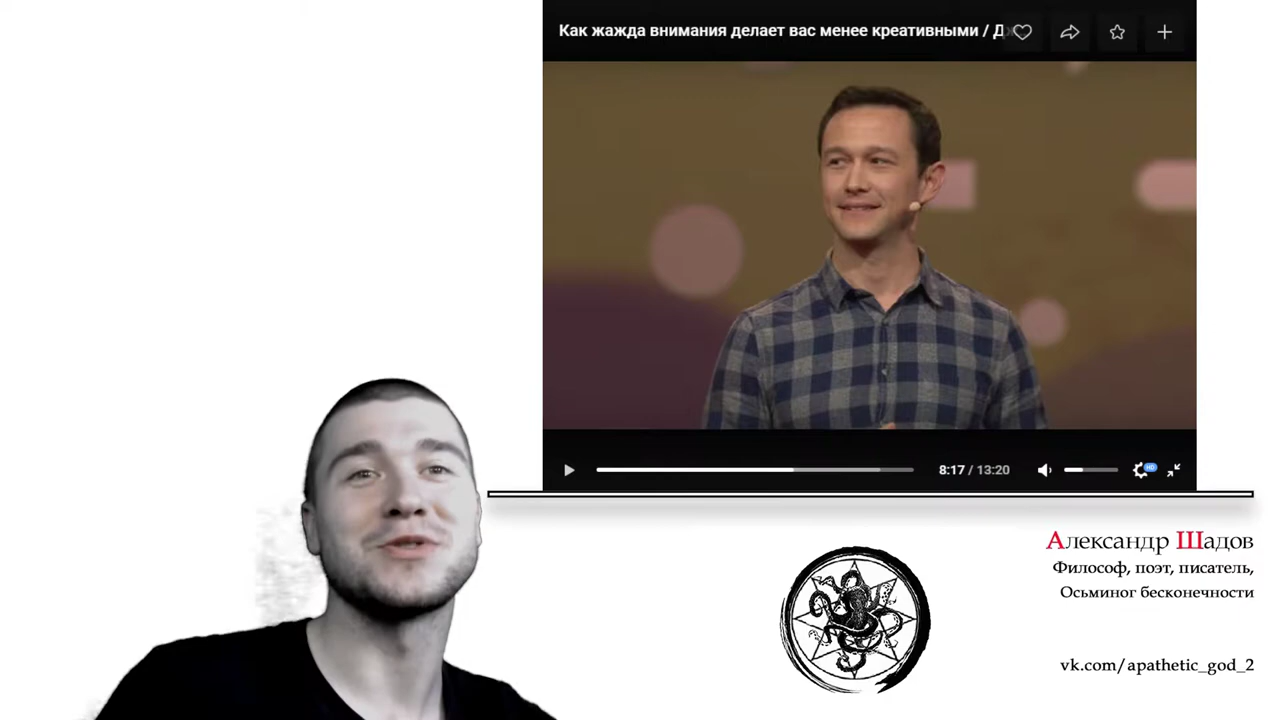 Как жажда внимания делает вас менее креативными / Д
8:17 / 13:20
HD
Александр Шадов
Философ, поэт, писатель,
Осьминог бесконечности
vk.com/apathetic_god_2